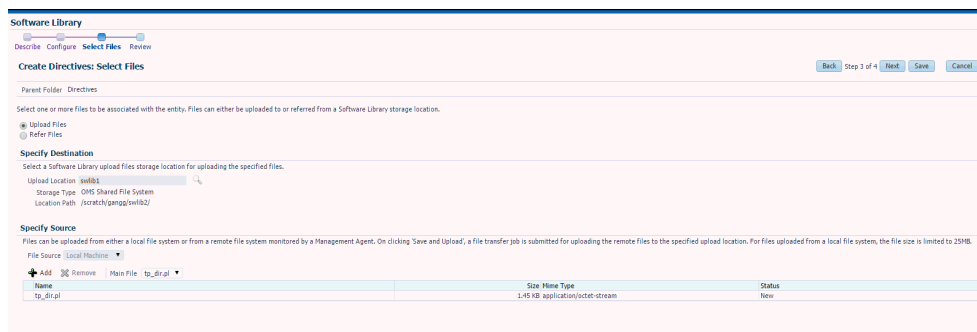 Software Library
Describe Configure Select Files Review
Create Directives: Select Files
Back Step 3 of 4 Next Save Cancel
Parent Folder Directives
Select one or more files to be associated with the entity. Files can either be uploaded to or referred from a Software Library storage location.
Upload Files
Refer Files
Specify Destination
Select a Software Library upload files storage location for uploading the specified files.
Upload Location swlib1
Storage Type OMS Shared File System
Location Path /scratch/gangg/swlib2/
Specify Source
Files can be uploaded from either a local file system or from a remote file system monitored by a Management Agent. On clicking 'Save and Upload', a file transfer job is submitted for uploading the remote files to the specified upload location. For files uploaded from a local file system, the file size is limited to 25MB.
File Source Local Machine
Add Remove Main File tp_dir.pl
Name Size Mime Type Status
tp_dir.pl 1.45 KB application/octet-stream New